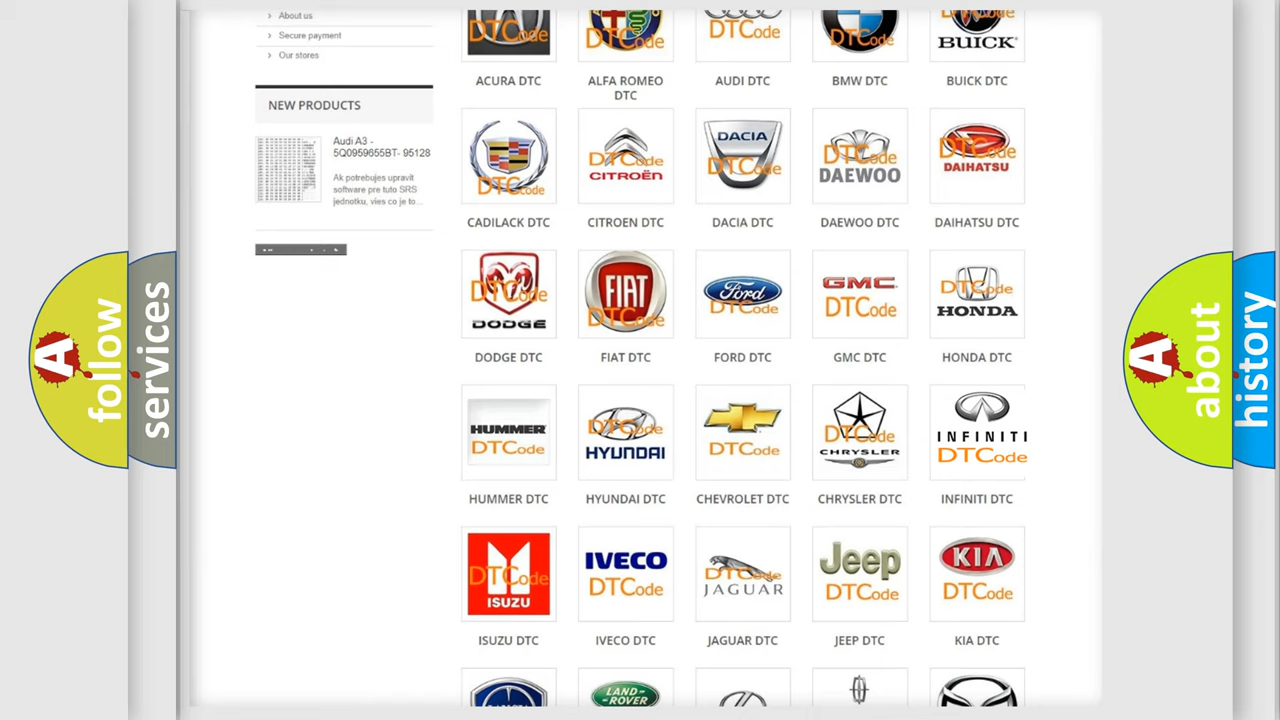 About us
Secure payment
Our stores
NEW PRODUCTS
Audi A3 -
5Q0959655BT- 95128
Ak potrebujes upravit
software pre tuto SRS
jednotku, vies co je to...
DTCode DTCode DTCode DTCode BUICK
ACURA DTC
ALFA ROMEO
DTC
AUDI DTC
BMW DTC
BUICK DTC
DTCode
DTCode
CITROËN
DACIA
DTCode
DTCode
DAEWOO
DTCode
DAIHATSU
CADILACK DTC
CITROEN DTC
DACIA DTC
DAEWOO DTC
DAIHATSU DTC
DTCode
DODGE
FIAT
DTCode
Ford
DTCode
GMC
DTCode
DTCode
HONDA
DODGE DTC
FIAT DTC
FORD DTC
GMC DTC
HONDA DTC
HUMMER
DTCode
DTCode
HYUNDAI
DTCode
DTCode
CHRYSLER
INFINITI
DTCode
HUMMER DTC
HYUNDAI DTC
CHEVROLET DTC
CHRYSLER DTC
INFINITI DTC
DTCode
ISUZU
IVECO
DTCode
DTCode
JAGUAR
Jeep
DTCode
KIA
DTCode
ISUZU DTC
IVECO DTC
JAGUAR DTC
JEEP DTC
KIA DTC
LAND-
ROVER
A
follow
services
A
about
history